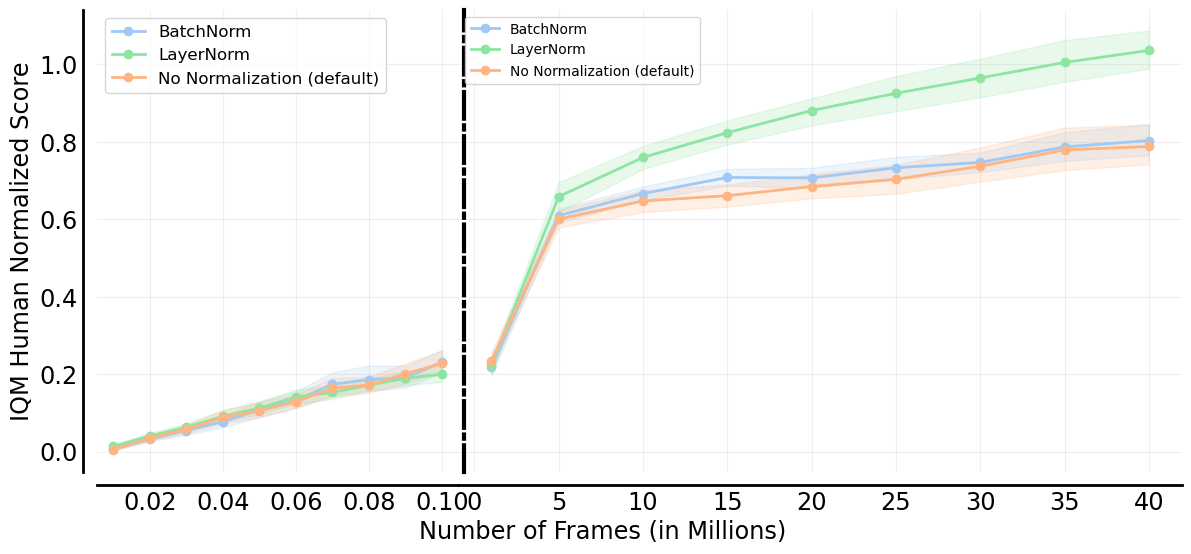 BatchNorm
LayerNorm
No Normalization (default)
BatchNorm
LayerNorm
No Normalization (default)
IQM Human Normalized Score
1.0
0.8
0.6
0.4
0.2
0.0
0.02 0.04 0.06 0.08 0.10 0 5 10 15 20 25 30 35 40
Number of Frames (in Millions)